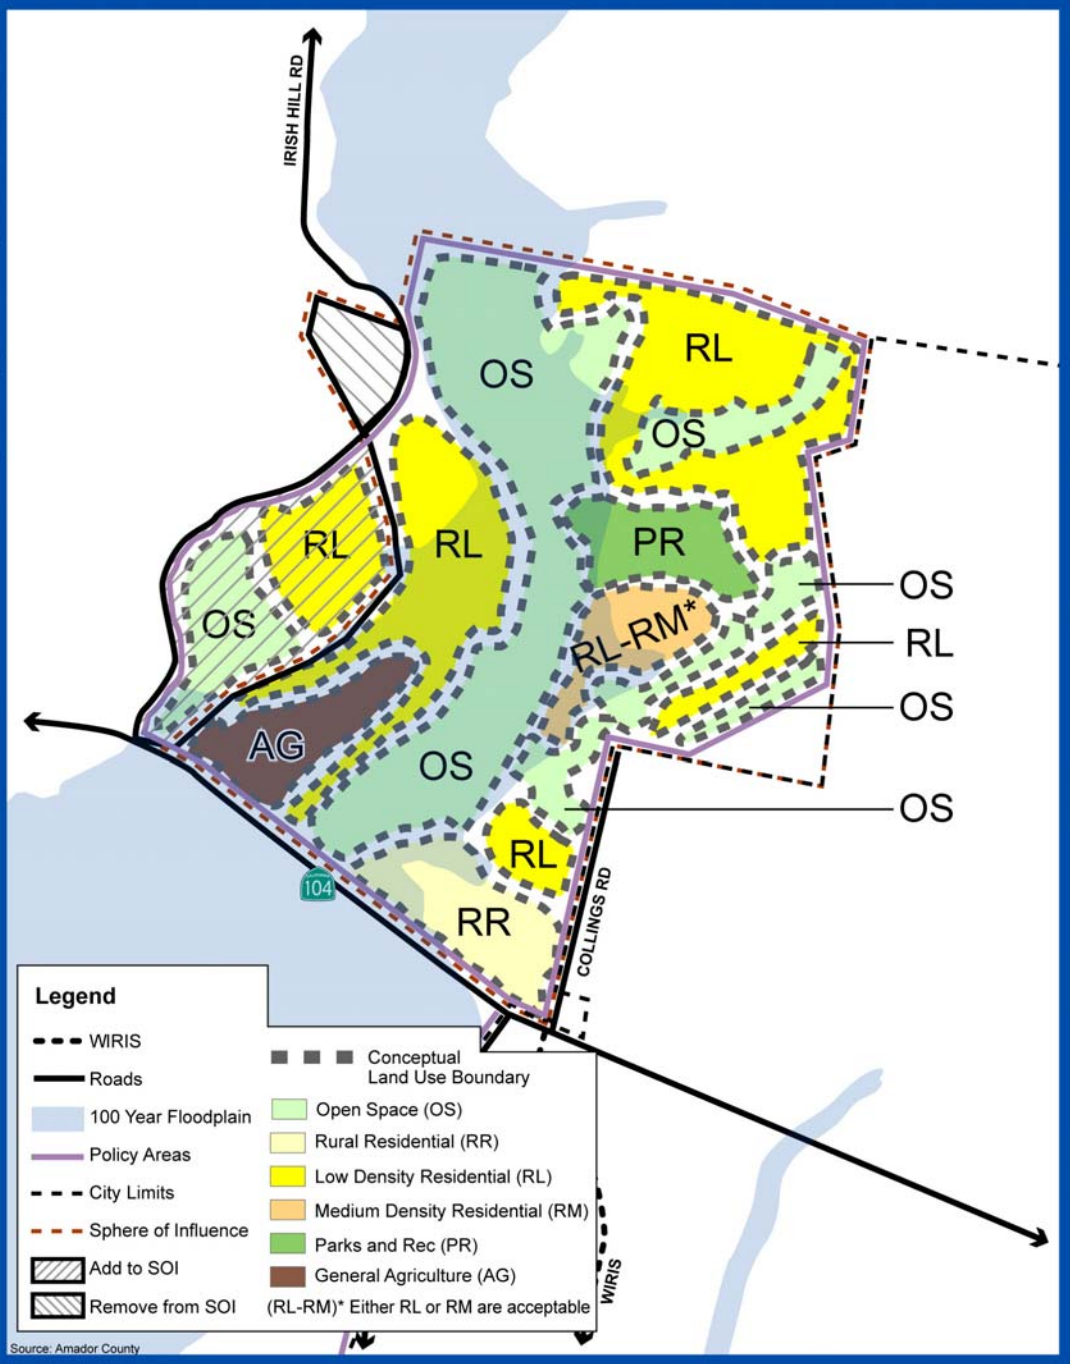 IRISH HILL RD
RL
OS
OS
RL
RL
PR
OS
OS
RL-RM*
RL
OS
AG
OS
OS
RL
CALIFORNIA
104
RR
COLLINGS RD
Legend
WIRIS
Roads
100 Year Floodplain
Policy Areas
City Limits
Sphere of Influence
Add to SOI
Remove from SOI
Conceptual
Land Use Boundary
Open Space (OS)
Rural Residential (RR)
Low Density Residential (RL)
Medium Density Residential (RM)
Parks and Rec (PR)
General Agriculture (AG)
(RL-RM)* Either RL or RM are acceptable
WIRIS
Source: Amador County